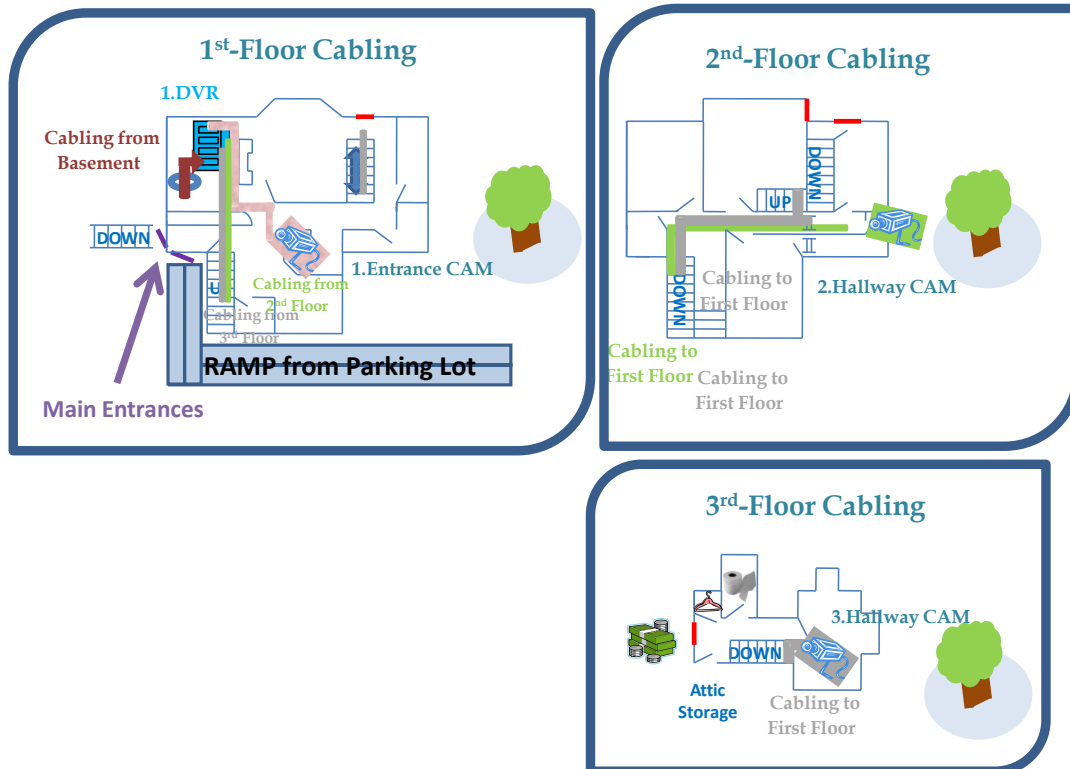 1st-Floor Cabling
1.DVR
Cabling from
Basement
DOWN
1.Entrance CAM
Cabling from
2nd Floor
U
Cabling from
3rd Floor
RAMP from Parking Lot
Main Entrances
2nd-Floor Cabling
DOWN
UP
Cabling to
First Floor
2.Hallway CAM
DOWN
Cabling to
First Floor
Cabling to
First Floor
3rd-Floor Cabling
3.Hallway CAM
DOWN
Attic
Storage
Cabling to
First Floor